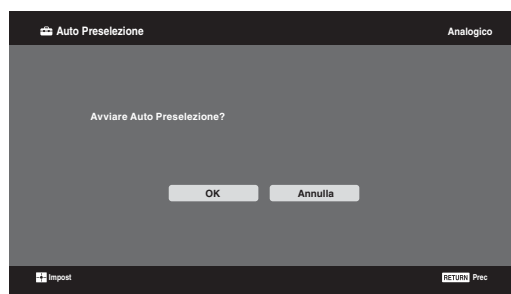 Auto Preselezione
Analogico
Avviare Auto Preselezione?
OK
Annulla
Impost
RETURN Prec